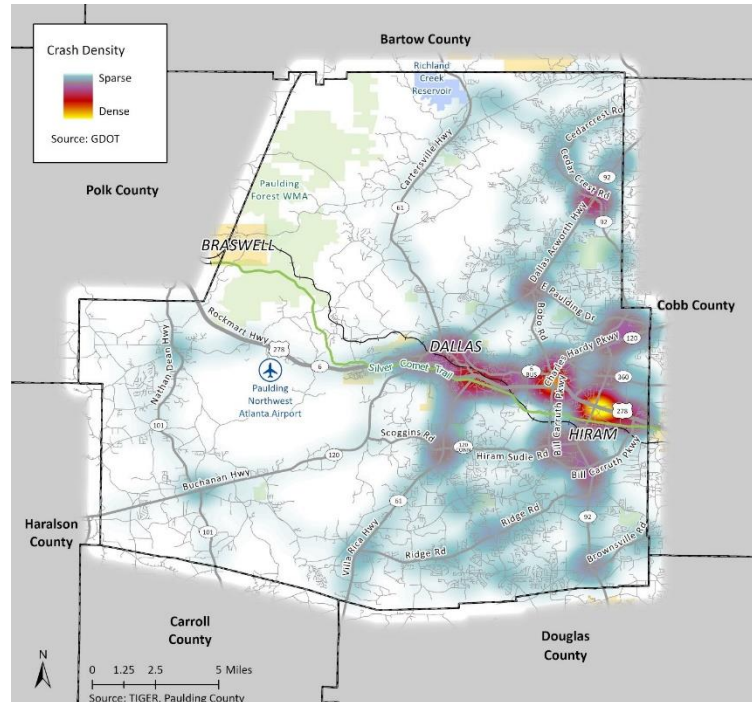 Crash Density
Sparse
Dense
Source: GDOT
Bartow County
Richland
Creek
Reservoir
Polk County
Paulding
Forest WMA
BRASWELL
Cartersville Hwy
61
Cedarcrest Rd
Cedar Crest Rd
92
92
Dallas Acworth Hwy
Cobb County
E Paulding Dr
Bobo Rd
Rockmart Hwy
278
6
Silver Comet Trail
DALLAS
6
BUS
Charles Hardy Pkwy
120
360
278
Nathan Dean Hwy
Paulding
Northwest
Atlanta Airport
Bill Carruth Pkwy
HIRAM
101
Scoggins Rd
120
Hiram Sudie Rd
Bill Carruth Pkwy
120
Buchanan Hwy
61
92
Villa Rica Hwy
Ridge Rd
Ridge Rd
Brownsville Rd
101
Haralson
County
Carroll
County
Douglas
County
N
0 1.25 2.5 5 Miles
Source: TIGER, Paulding County